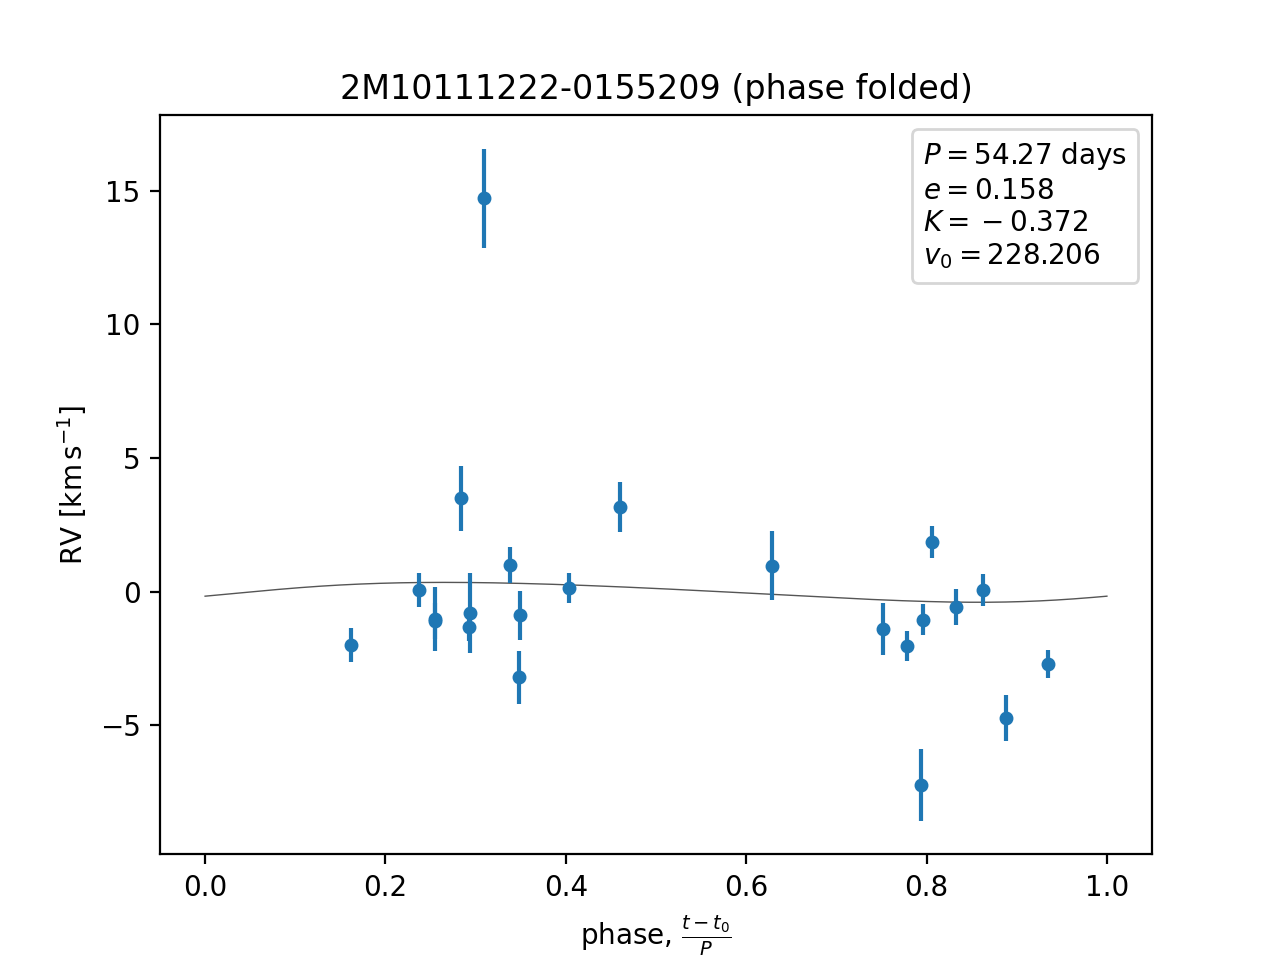 2M10111222-0155209 (phase folded)
P = 54.27 days
e = 0.158
K = −0.372
v₀ = 228.206
15
10
5
0
−5
RV [km s⁻¹]
0.0 0.2 0.4 0.6 0.8 1.0
phase, (t − t₀)/P